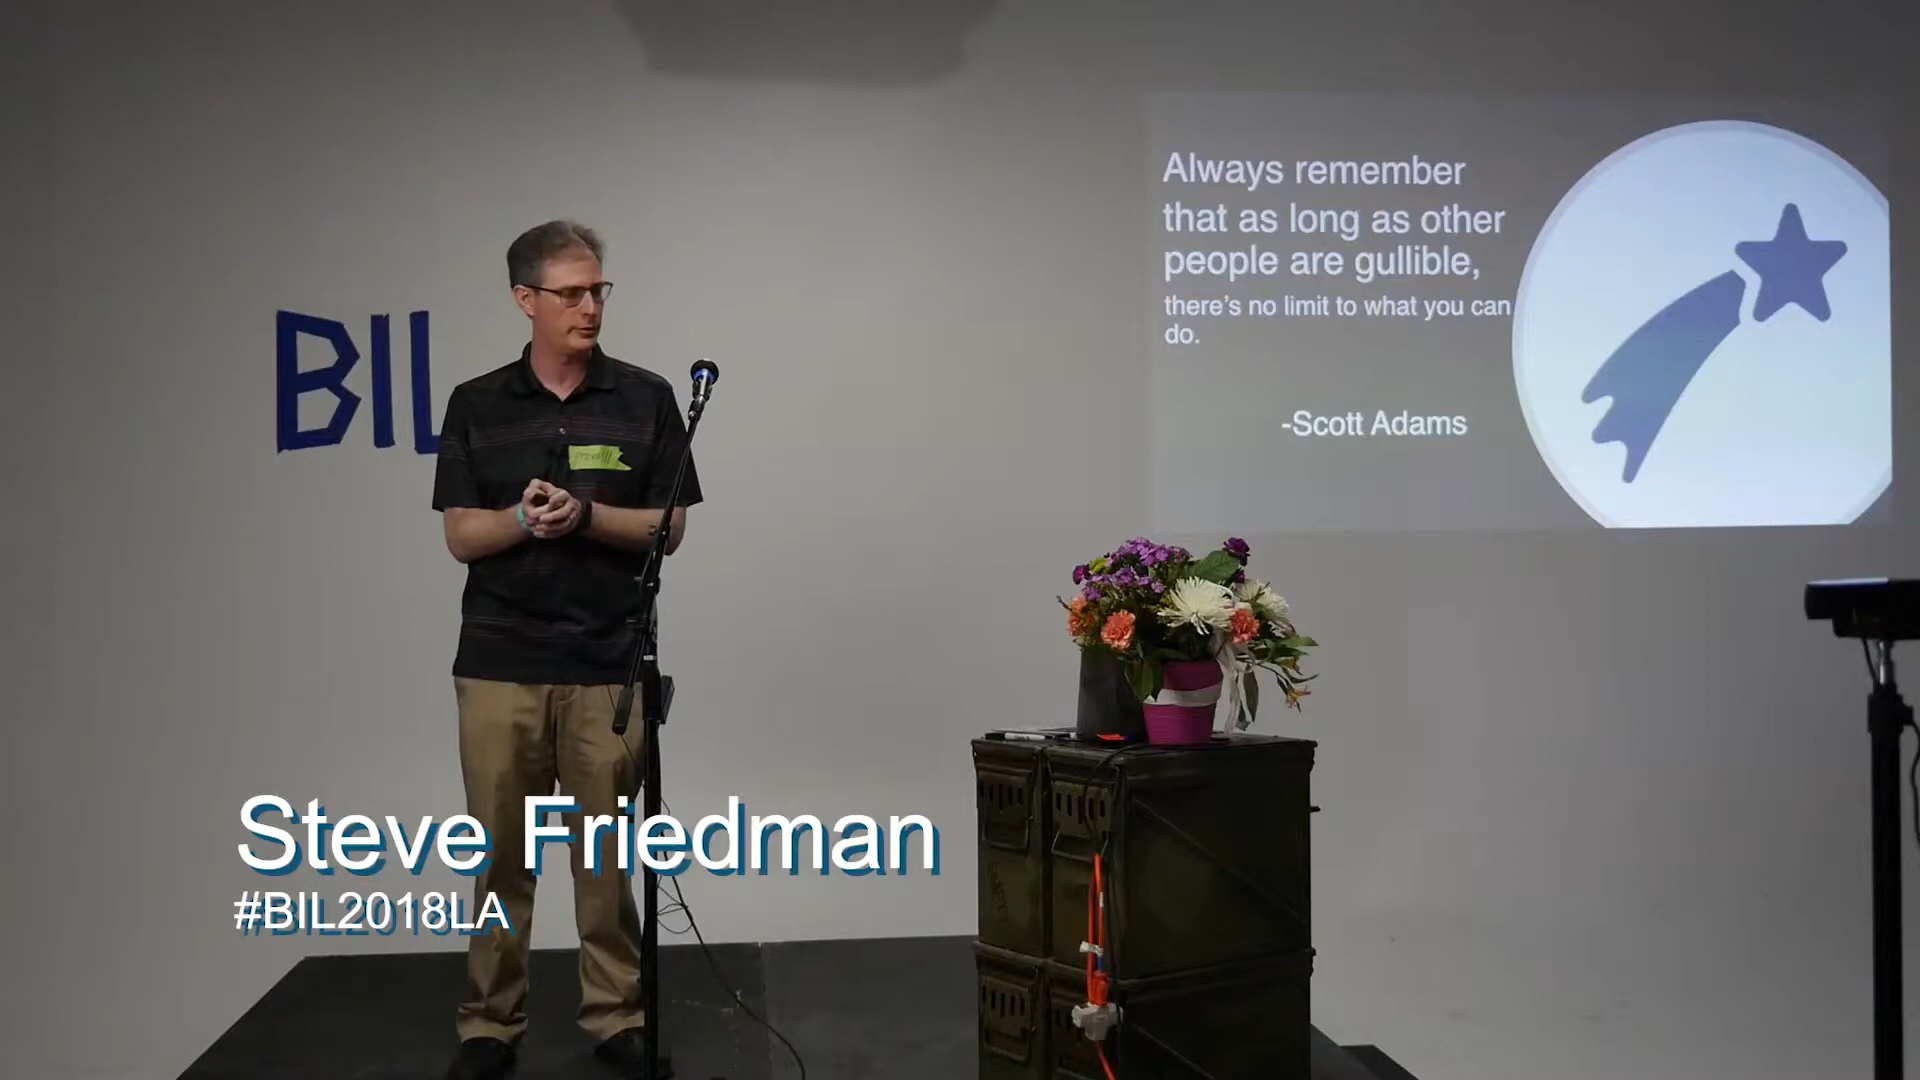 Always remember
that as long as other
people are gullible,
there's no limit to what you can
do.
-Scott Adams
BIL
Steve Friedman
#BIL2018LA